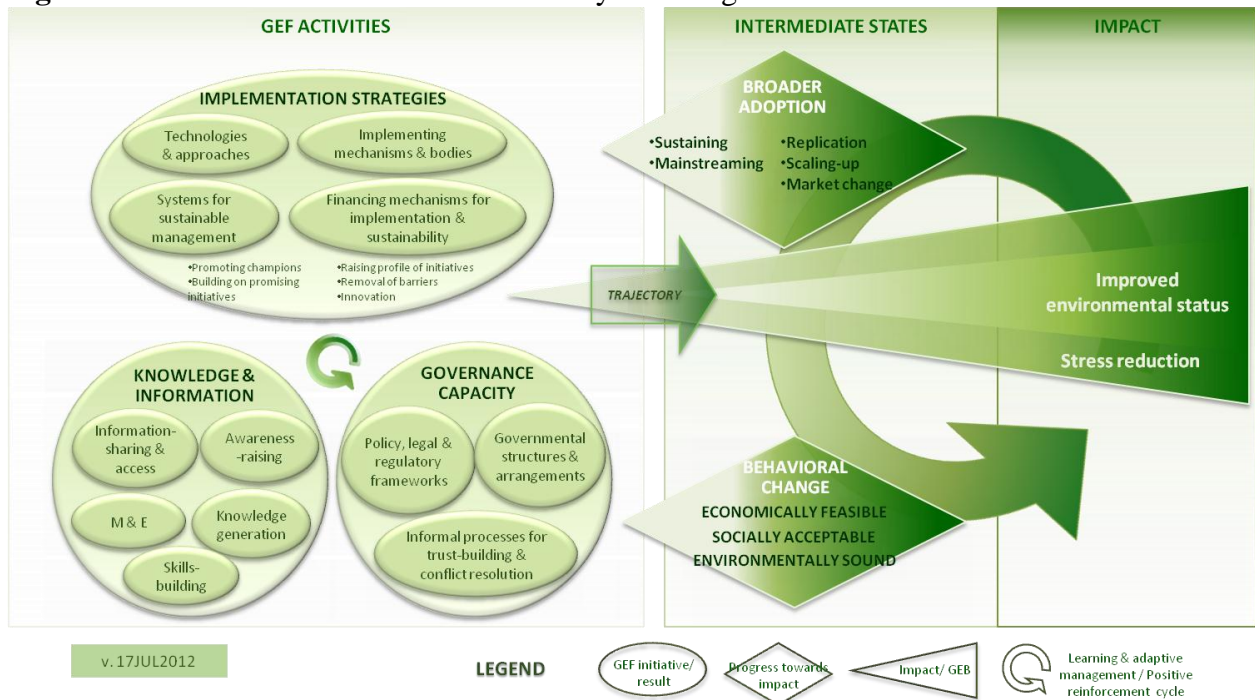 GEF ACTIVITIES
IMPLEMENTATION STRATEGIES
Technologies
& approaches
Implementing
mechanisms & bodies
Systems for
sustainable
management
Financing mechanisms for
implementation &
sustainability
•Promoting champions
•Building on promising
initiatives
•Raising profile of initiatives
•Removal of barriers
•Innovation
KNOWLEDGE &
INFORMATION
Information-
sharing &
access
Awareness
-raising
M & E
Knowledge
generation
Skills-
building
GOVERNANCE
CAPACITY
Policy, legal &
regulatory
frameworks
Governmental
structures &
arrangements
Informal processes for
trust-building &
conflict resolution
TRAJECTORY
INTERMEDIATE STATES
BROADER
ADOPTION
•Sustaining
•Mainstreaming
•Replication
•Scaling-up
•Market change
BEHAVIORAL
CHANGE
ECONOMICALLY FEASIBLE
SOCIALLY ACCEPTABLE
ENVIRONMENTALLY SOUND
IMPACT
Improved
environmental status
Stress reduction
v. 17JUL2012
LEGEND
GEF initiative/
result
Progress towards
impact
Impact/ GEB
Learning & adaptive
management / Positive
reinforcement cycle